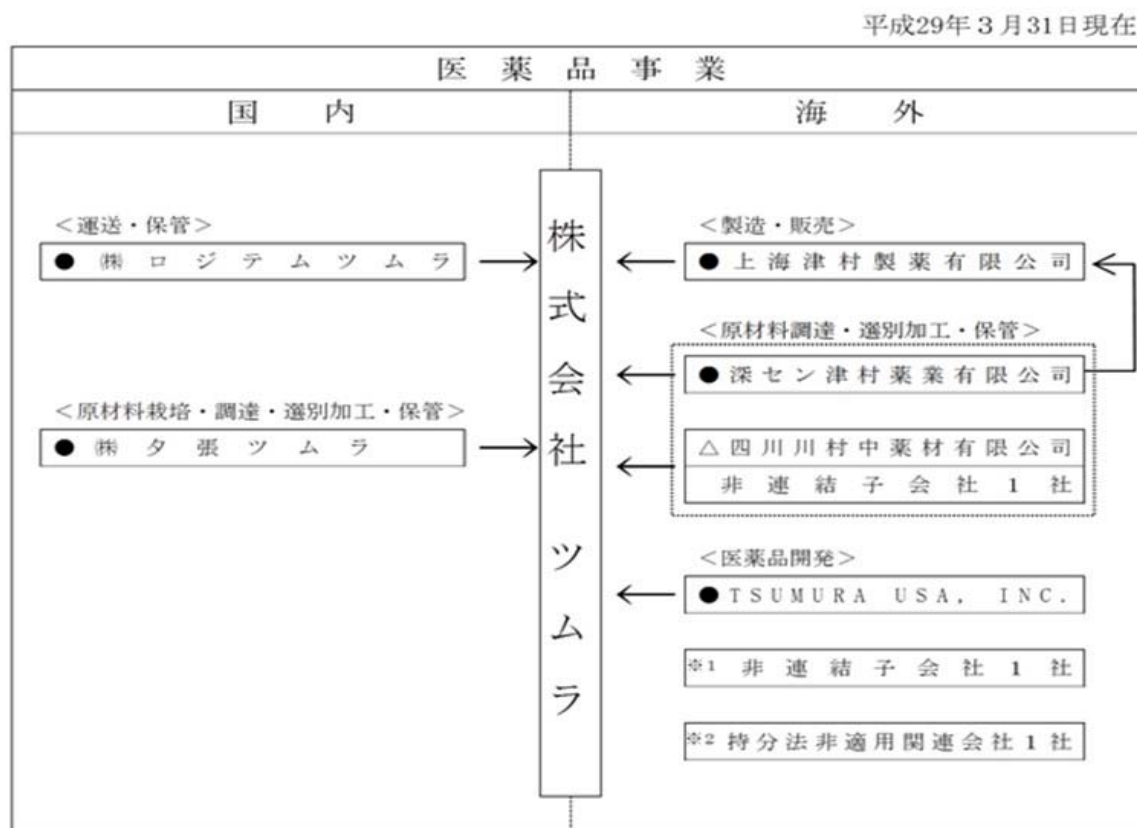 平成29年3月31日現在
医薬品事業
国内
海外
株式会社ツムラ
<運送・保管>
● ㈱ロジテムツムラ
<原材料栽培・調達・選別加工・保管>
● ㈱夕張ツムラ
<製造・販売>
● 上海津村製薬有限公司
<原材料調達・選別加工・保管>
● 深セン津村薬業有限公司
△四川川村中薬材有限公司
非連結子会社1社
<医薬品開発>
● TSUMURA USA, INC.
※1 非連結子会社1社
※2 持分法非適用関連会社1社